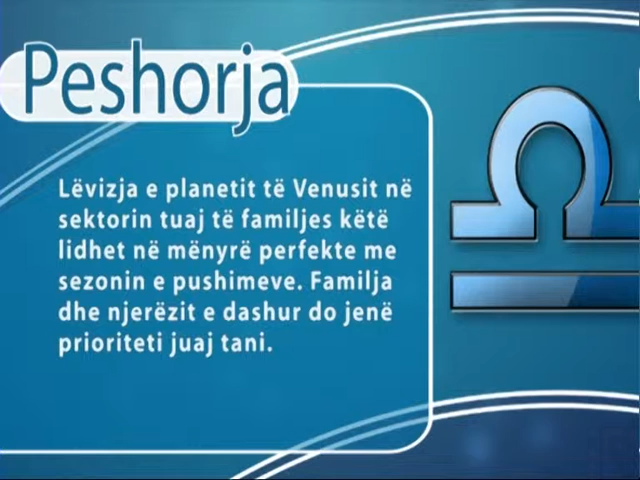 Peshorja
Lëvizja e planetit të Venusit në
sektorin tuaj të familjes këtë
lidhet në mënyrë perfekte me
sezonin e pushimeve. Familja
dhe njerëzit e dashur do jenë
prioriteti juaj tani.